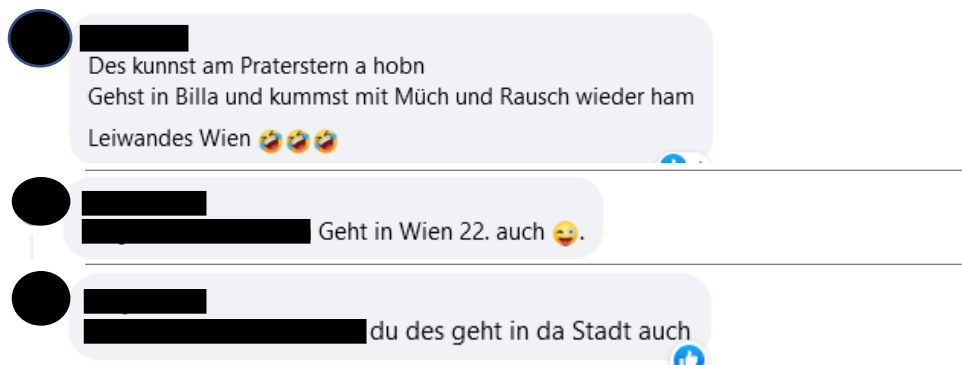 Des kunnst am Praterstern a hobn
Gehst in Billa und kummst mit Müch und Rausch wieder ham
Leiwandes Wien 🤣🤣🤣
Geht in Wien 22. auch 😜.
du des geht in da Stadt auch